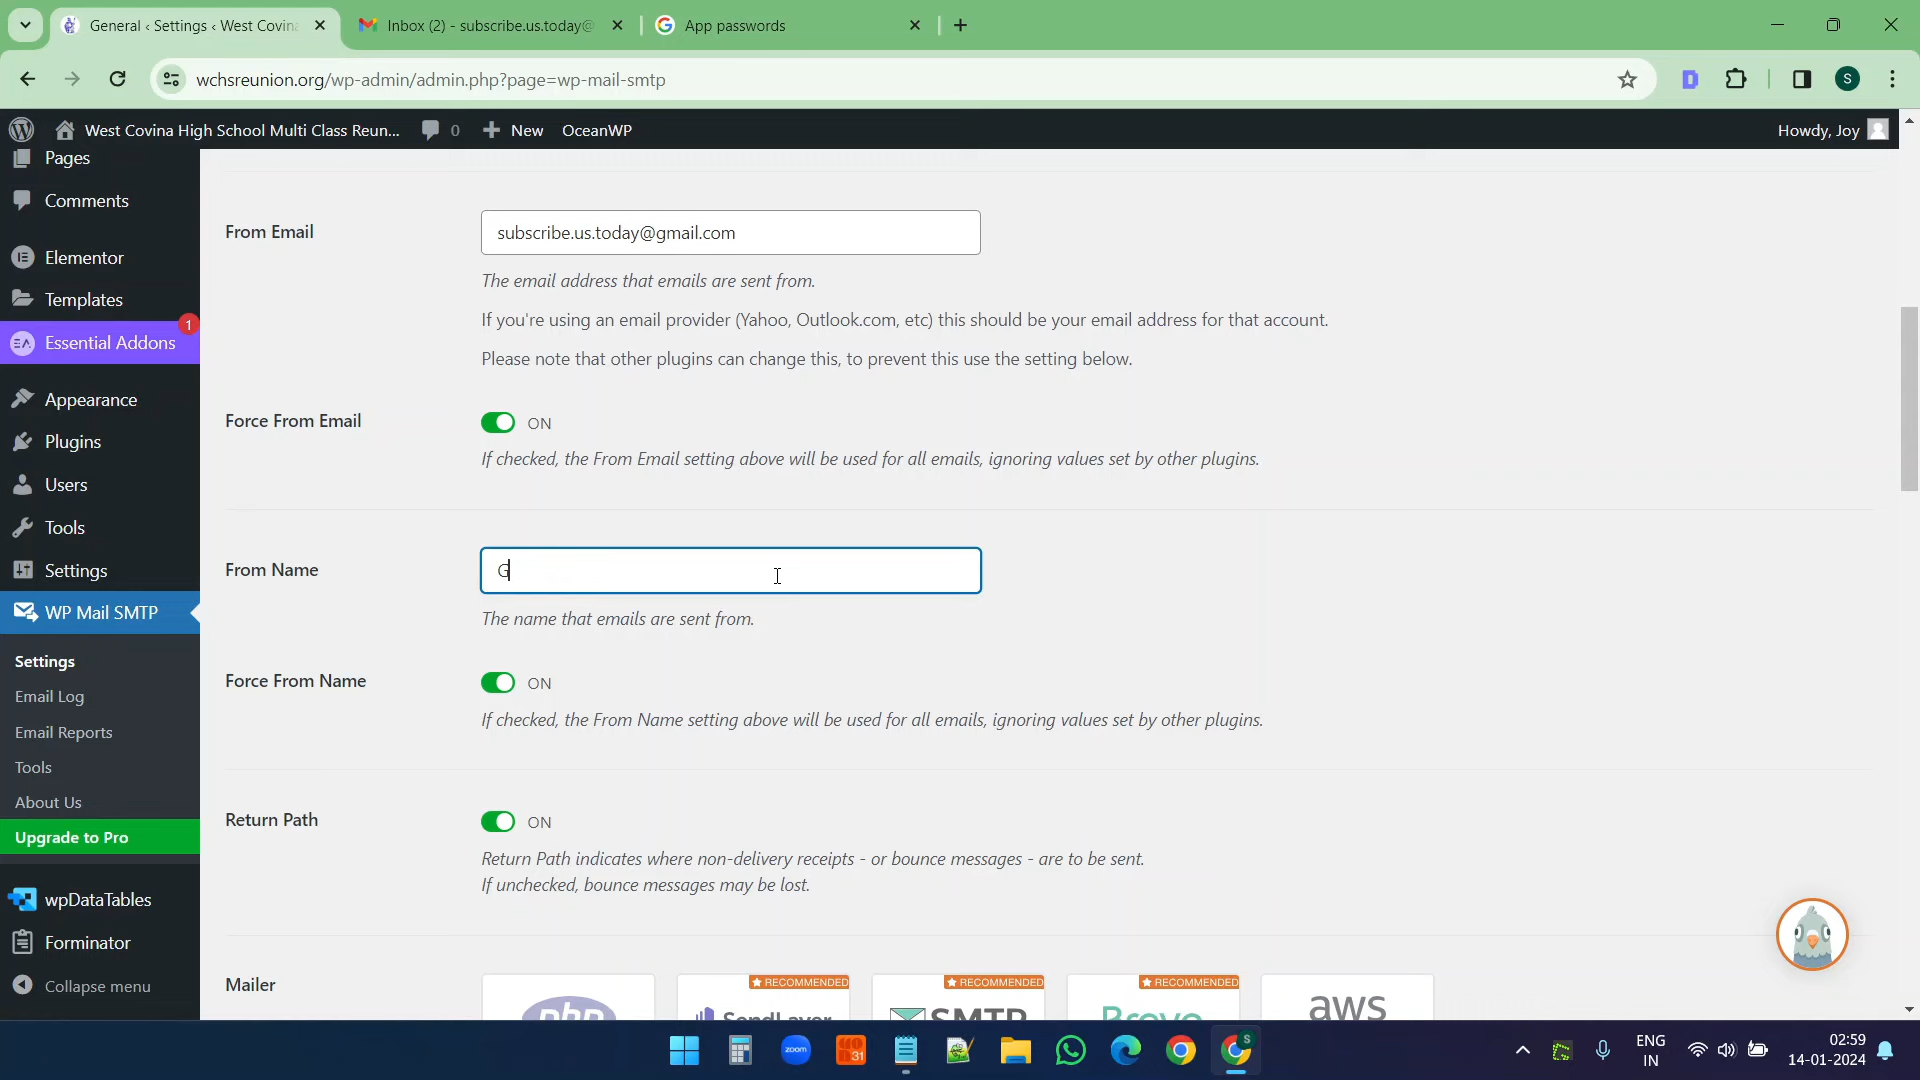 General ‹ Settings ‹ West Covina
Inbox (2) - subscribe.us.today@
App passwords
wchsreunion.org/wp-admin/admin.php?page=wp-mail-smtp
S
West Covina High School Multi Class Reun...
0
New
OceanWP
Howdy, Joy
Pages
Comments
Elementor
Templates
1
Essential Addons
Appearance
Plugins
Users
Tools
Settings
WP Mail SMTP
Settings
Email Log
Email Reports
Tools
About Us
Upgrade to Pro
wpDataTables
Forminator
Collapse menu
From Email
subscribe.us.today@gmail.com
The email address that emails are sent from.
If you're using an email provider (Yahoo, Outlook.com, etc) this should be your email address for that account.
Please note that other plugins can change this, to prevent this use the setting below.
Force From Email
ON
If checked, the From Email setting above will be used for all emails, ignoring values set by other plugins.
From Name
G
The name that emails are sent from.
Force From Name
ON
If checked, the From Name setting above will be used for all emails, ignoring values set by other plugins.
Return Path
ON
Return Path indicates where non-delivery receipts - or bounce messages - are to be sent.
If unchecked, bounce messages may be lost.
Mailer
php
RECOMMENDED
SendLayer
RECOMMENDED
SMTP
RECOMMENDED
Brevo
aws
zoom
31
S
ENG
IN
02:59
14-01-2024